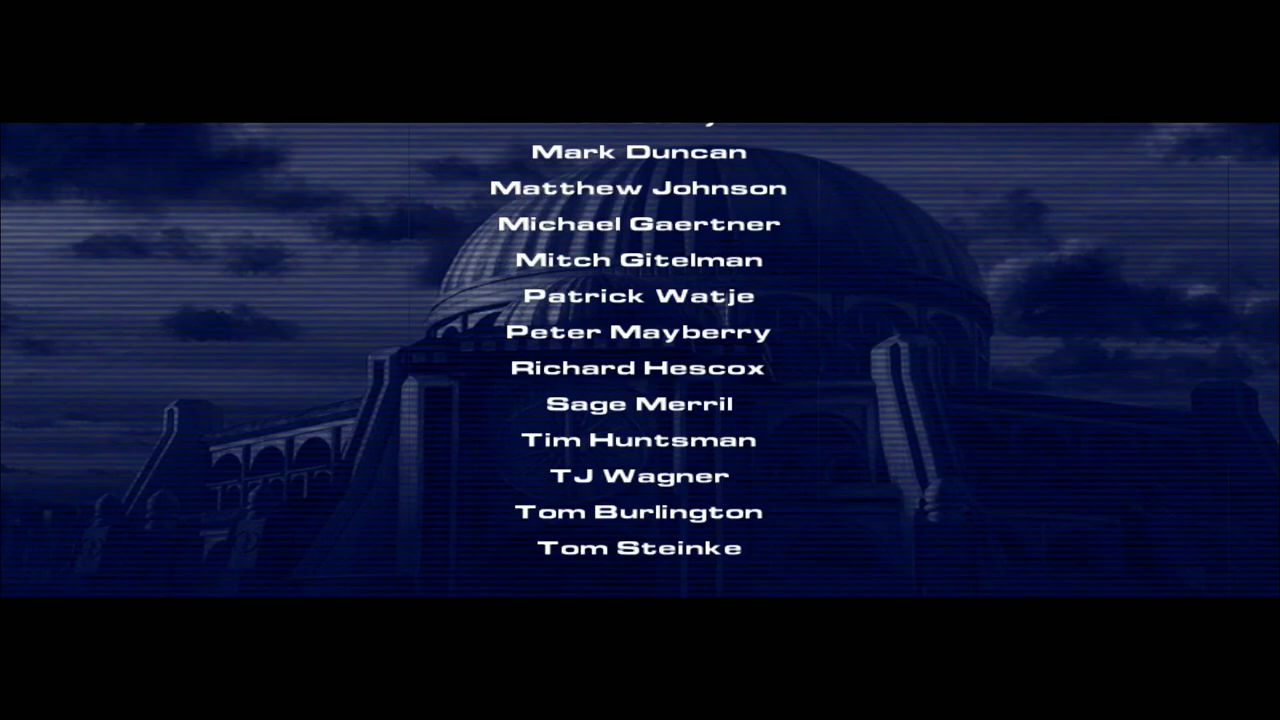 Mark Duncan
Matthew Johnson
Michael Gaertner
Mitch Gitelman
Patrick Watje
Peter Mayberry
Richard Hescox
Sage Merril
Tim Huntsman
TJ Wagner
Tom Burlington
Tom Steinke